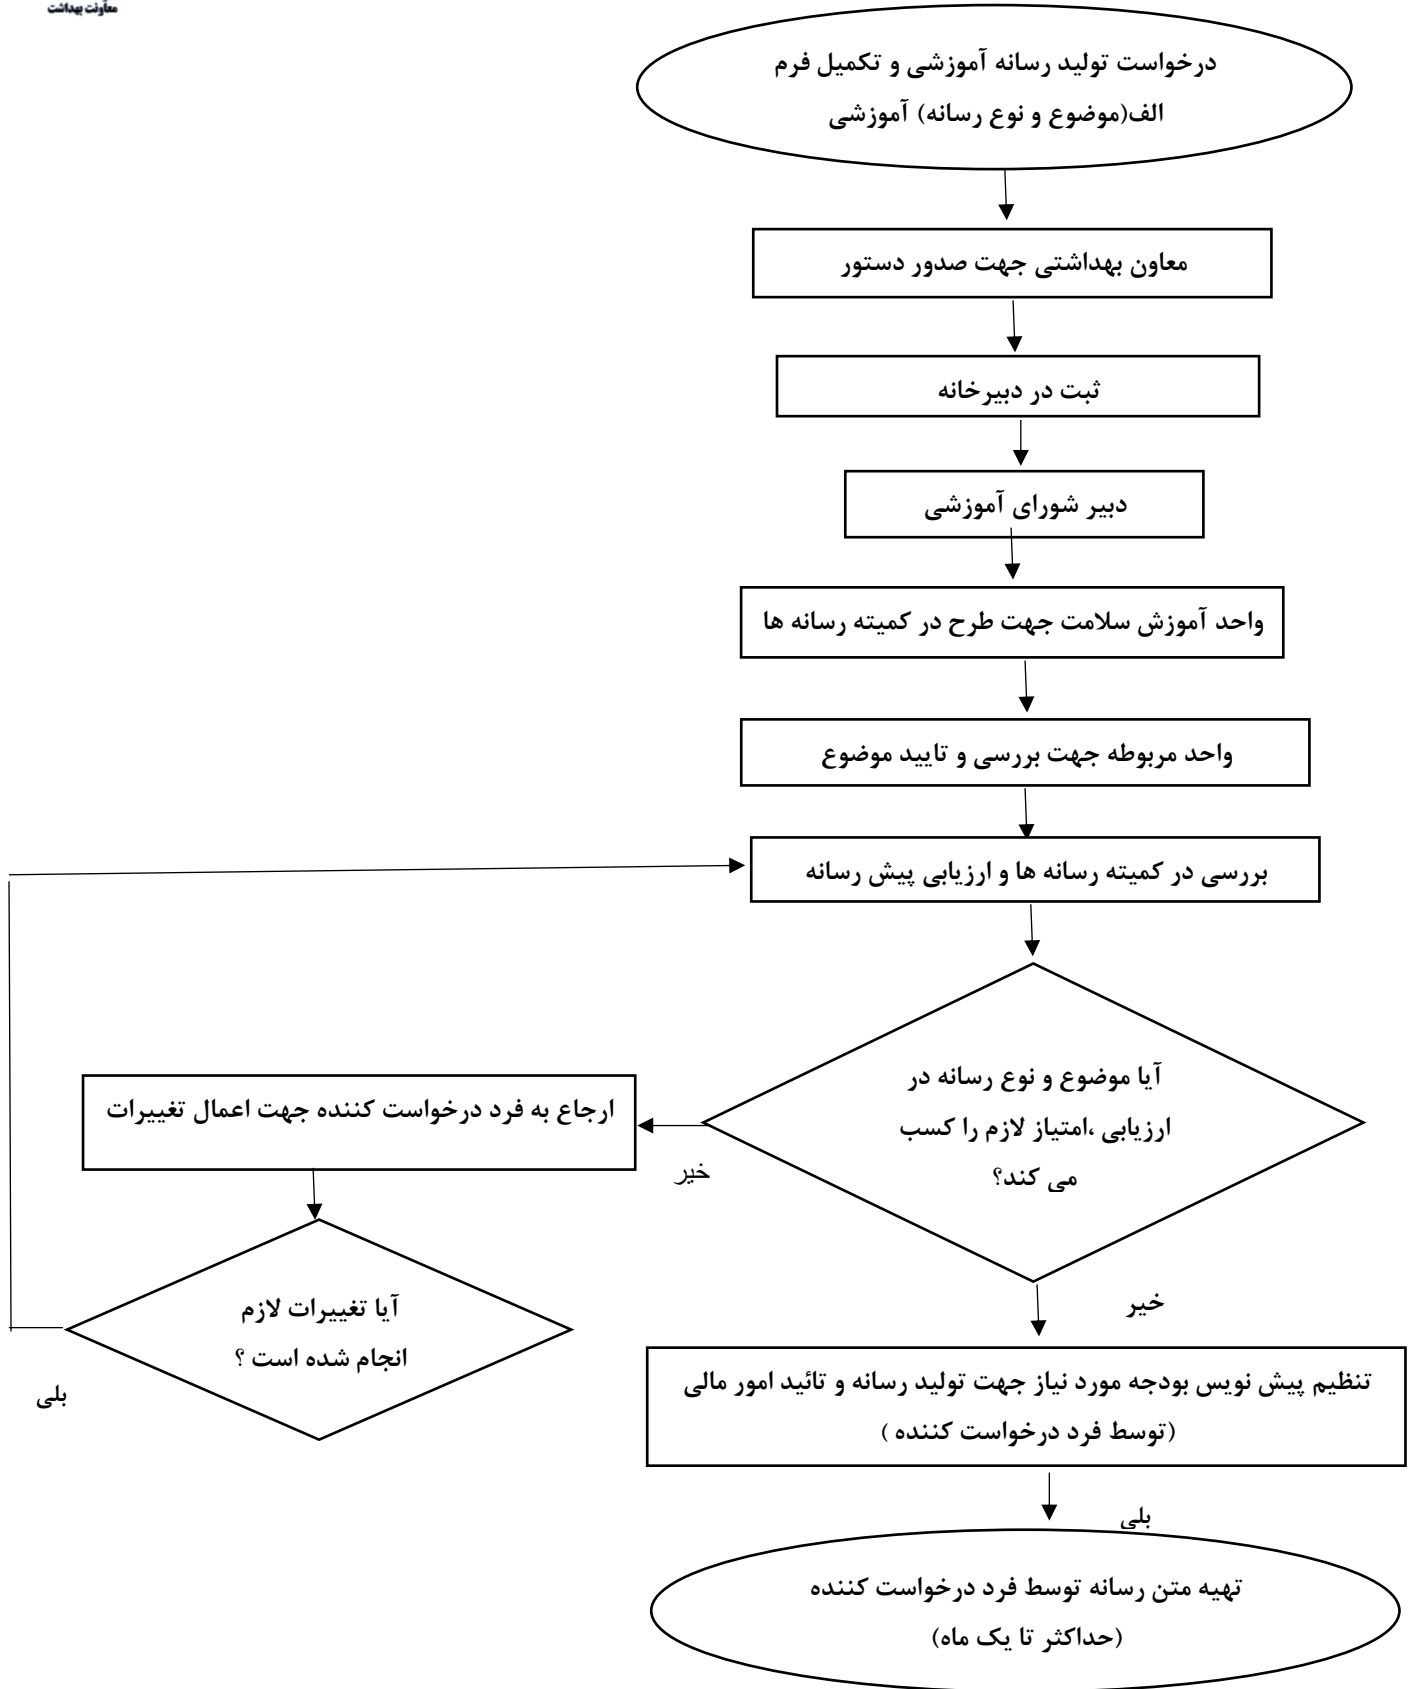 معاونت بهداشت
درخواست تولید رسانه آموزشی و تکمیل فرم
الف(موضوع و نوع رسانه) آموزشی
معاون بهداشتی جهت صدور دستور
ثبت در دبیرخانه
دبیر شورای آموزشی
واحد آموزش سلامت جهت طرح در کمیته رسانه ها
واحد مربوطه جهت بررسی و تایید موضوع
بررسی در کمیته رسانه ها و ارزیابی پیش رسانه
آیا موضوع و نوع رسانه در
ارزیابی ،امتیاز لازم را کسب
می کند؟
خیر
ارجاع به فرد درخواست کننده جهت اعمال تغییرات
آیا تغییرات لازم
انجام شده است ؟
بلی
خیر
تنظیم پیش نویس بودجه مورد نیاز جهت تولید رسانه و تائید امور مالی
(توسط فرد درخواست کننده )
بلی
تهیه متن رسانه توسط فرد درخواست کننده
(حداکثر تا یک ماه)